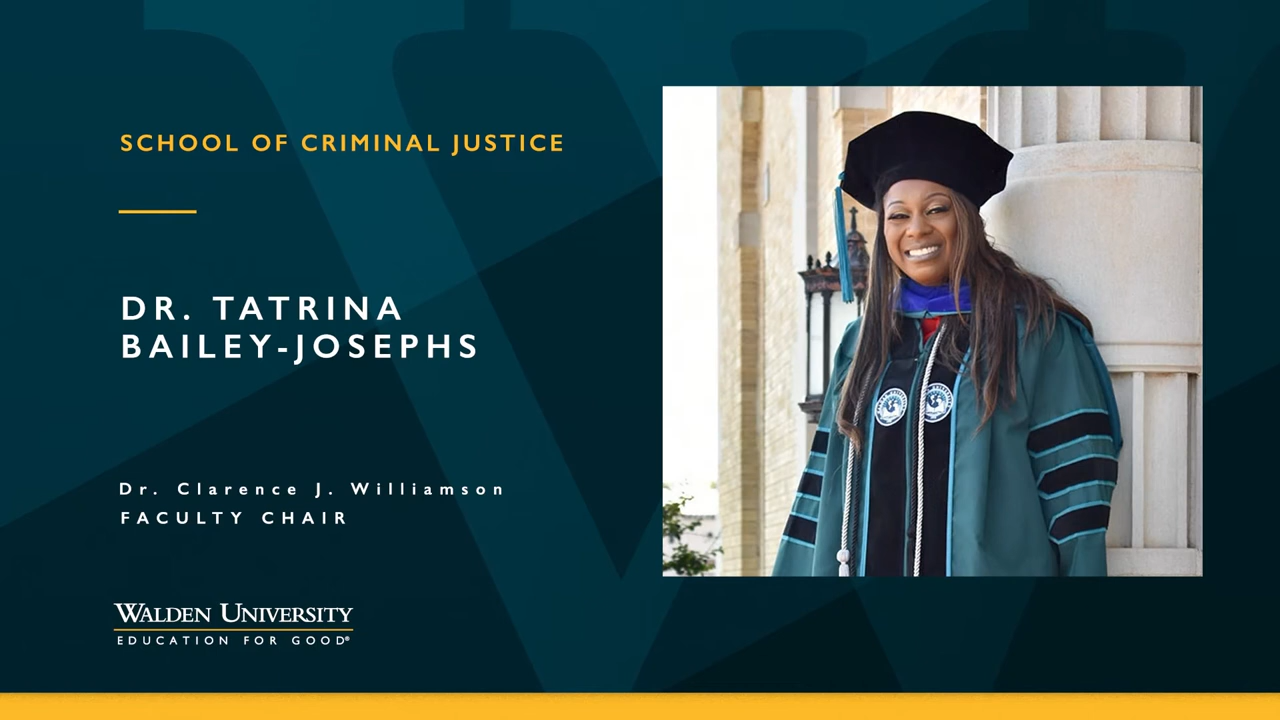 SCHOOL OF CRIMINAL JUSTICE
DR. TATRINA
BAILEY-JOSEPHS
Dr. Clarence J. Williamson
FACULTY CHAIR
WALDEN UNIVERSITY
EDUCATION FOR GOOD®